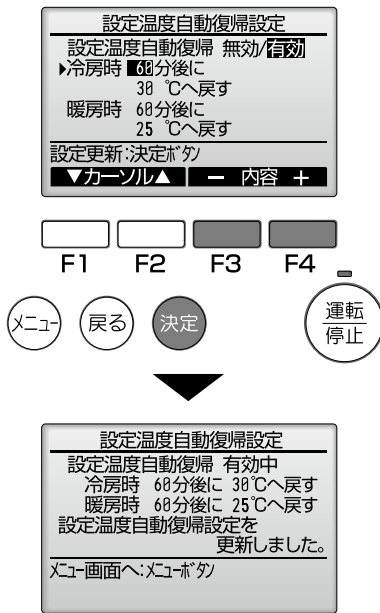 設定温度自動復帰設定
設定温度自動復帰 無効/有効
▶冷房時 60分後に
30 ℃へ戻す
暖房時 60分後に
25 ℃へ戻す
設定更新:決定ボタン
▼カーソル▲ － 内容 ＋
F1 F2 F3 F4
メニュー 戻る 決定 運転
停止
設定温度自動復帰設定
設定温度自動復帰 有効中
冷房時 60分後に 30℃へ戻す
暖房時 60分後に 25℃へ戻す
設定温度自動復帰設定を
更新しました。
メニュー画面へ:メニューボタン